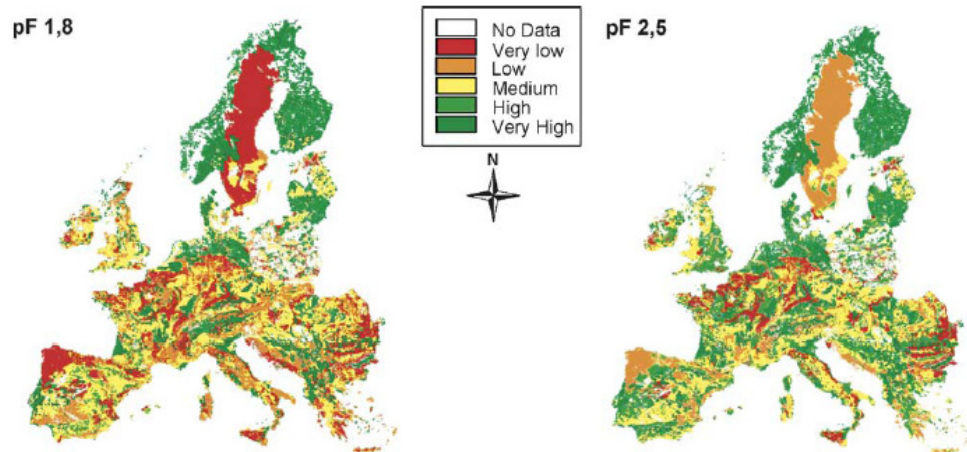 pF 1,8
No Data
Very low
Low
Medium
High
Very High
N
pF 2,5